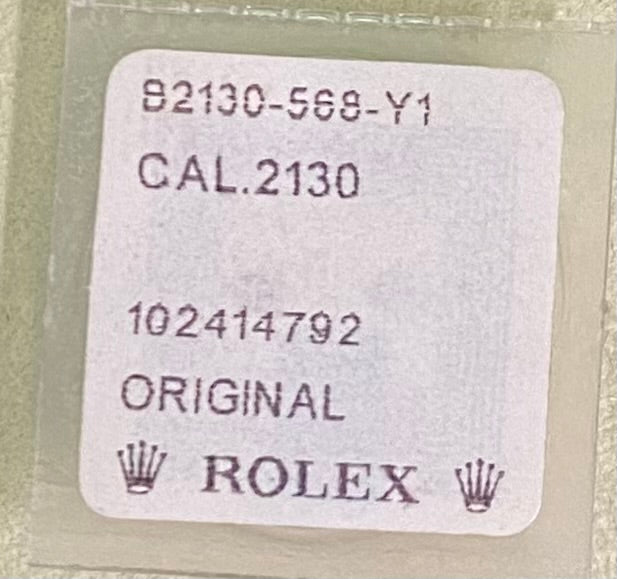 B2130-568-Y1
CAL.2130
102414792
ORIGINAL
ROLEX